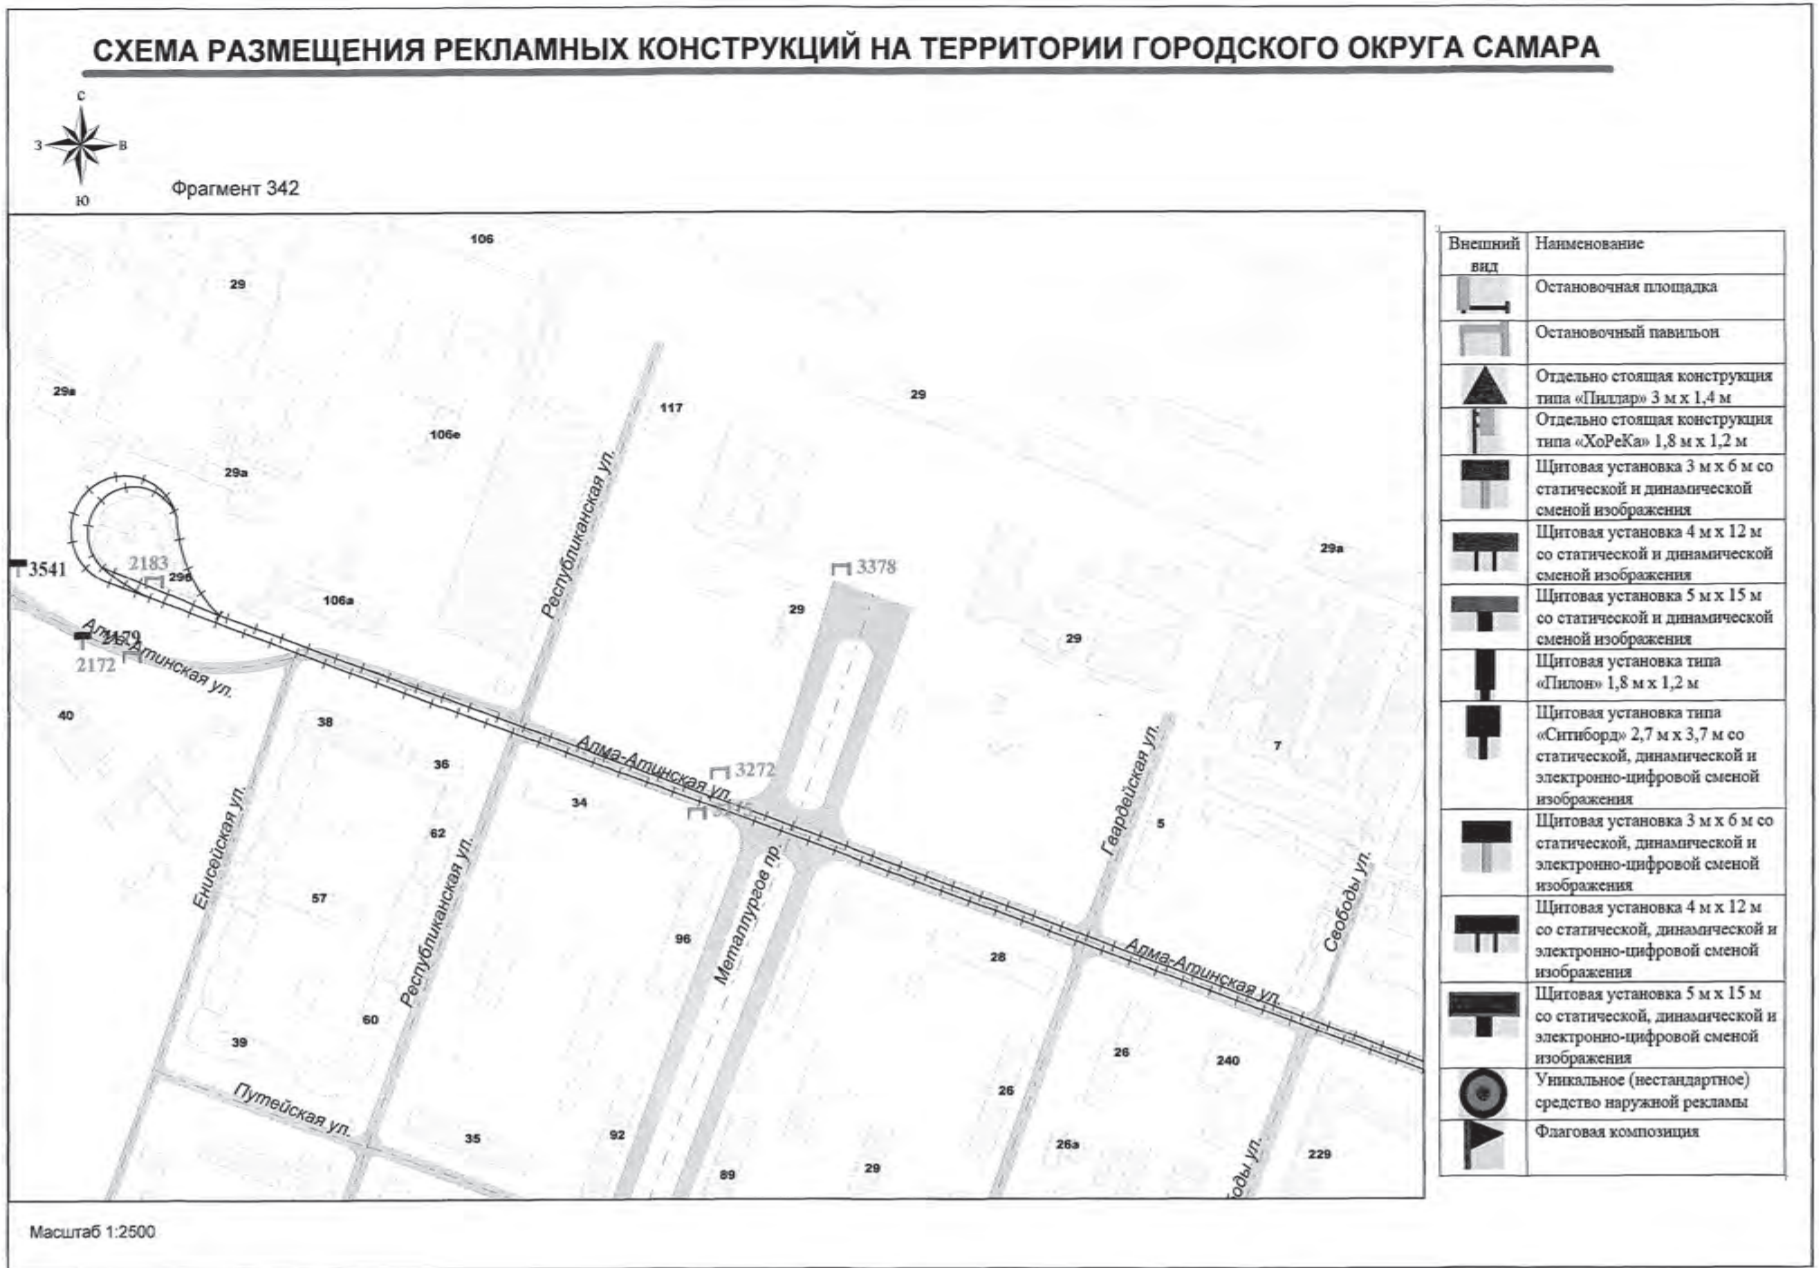 СХЕМА РАЗМЕЩЕНИЯ РЕКЛАМНЫХ КОНСТРУКЦИЙ НА ТЕРРИТОРИИ ГОРОДСКОГО ОКРУГА САМАРА
С
З
В
Ю
Фрагмент 342
106
29
29а
117
29
106е
29а
Республиканская ул.
29а
3541
2183
29б
3378
106а
29
29
Алма-Атинская ул.
2179
2172
40
38
36
Алма-Атинская ул.
3272
34
7
Гвардейская ул.
5
62
Енисейская ул.
Республиканская ул.
57
Металлургов пр.
96
28
Алма-Атинская ул.
Свободы ул.
60
39
26
240
26
Путейская ул.
35
92
26а
229
89
29
оды ул.
Внешний вид
Наименование
Остановочная площадка
Остановочный павильон
Отдельно стоящая конструкция
типа «Пиллар» 3 м х 1,4 м
Отдельно стоящая конструкция
типа «ХоРеКа» 1,8 м х 1,2 м
Щитовая установка 3 м х 6 м со
статической и динамической
сменой изображения
Щитовая установка 4 м х 12 м
со статической и динамической
сменой изображения
Щитовая установка 5 м х 15 м
со статической и динамической
сменой изображения
Щитовая установка типа
«Пилон» 1,8 м х 1,2 м
Щитовая установка типа
«Ситиборд» 2,7 м х 3,7 м со
статической, динамической и
электронно-цифровой сменой
изображения
Щитовая установка 3 м х 6 м со
статической, динамической и
электронно-цифровой сменой
изображения
Щитовая установка 4 м х 12 м
со статической, динамической и
электронно-цифровой сменой
изображения
Щитовая установка 5 м х 15 м
со статической, динамической и
электронно-цифровой сменой
изображения
Уникальное (нестандартное)
средство наружной рекламы
Флаговая композиция
Масштаб 1:2500